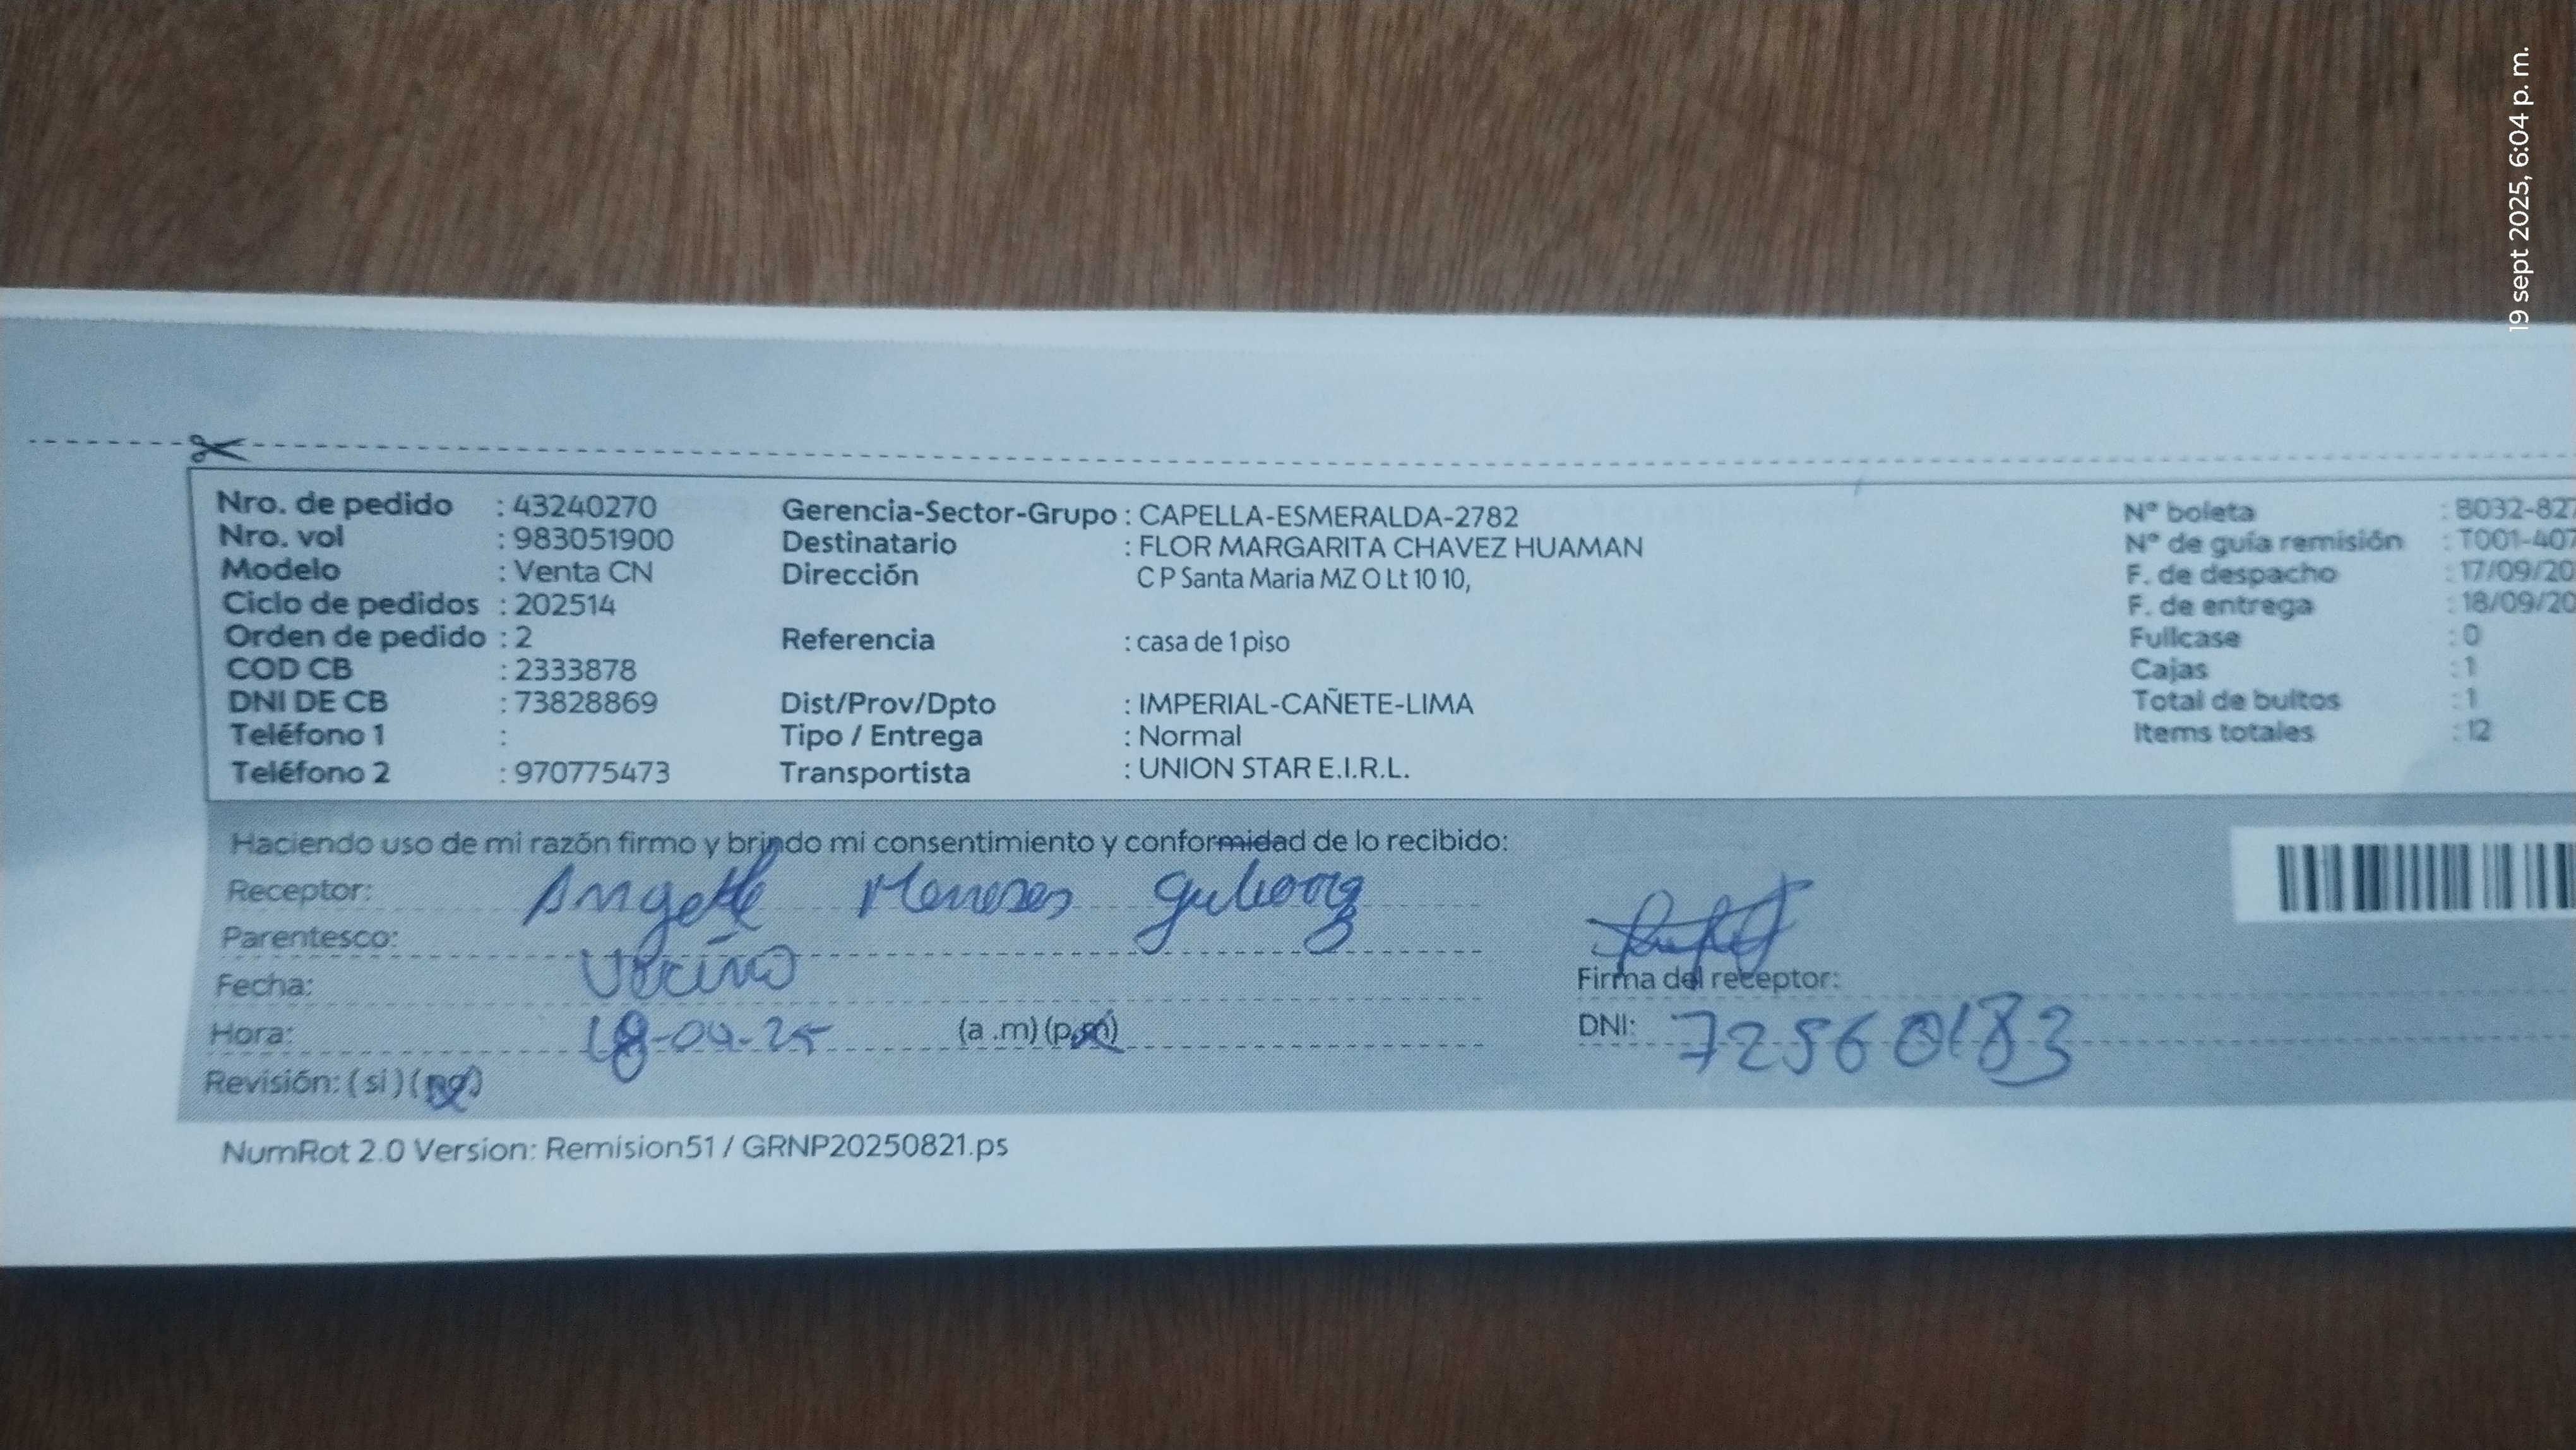 19 sept 2025, 6:04 p. m.
Nro. de pedido : 43240270
Nro. vol : 983051900
Modelo : Venta CN
Ciclo de pedidos : 202514
Orden de pedido : 2
COD CB : 2333878
DNI DE CB : 73828869
Teléfono 1 :
Teléfono 2 : 970775473
Gerencia-Sector-Grupo : CAPELLA-ESMERALDA-2782
Destinatario : FLOR MARGARITA CHAVEZ HUAMAN
Dirección C P Santa Maria MZ O Lt 10 10,
Referencia : casa de 1 piso
Dist/Prov/Dpto : IMPERIAL-CAÑETE-LIMA
Tipo / Entrega : Normal
Transportista : UNION STAR E.I.R.L.
N° boleta : B032-827
N° de guía remisión : T001-407
F. de despacho : 17/09/20
F. de entrega : 18/09/20
Fullcase : 0
Cajas : 1
Total de bultos : 1
Items totales : 12
Haciendo uso de mi razón firmo y brindo mi consentimiento y conformidad de lo recibido:
Receptor: Meneses
Parentesco:
Fecha: Veciño
Hora: 18-09-25 (a .m) (p.m)
Revisión: (si) (no)
Firma del receptor:
DNI: 72560183
NumRot 2.0 Version: Remision51 / GRNP20250821.ps